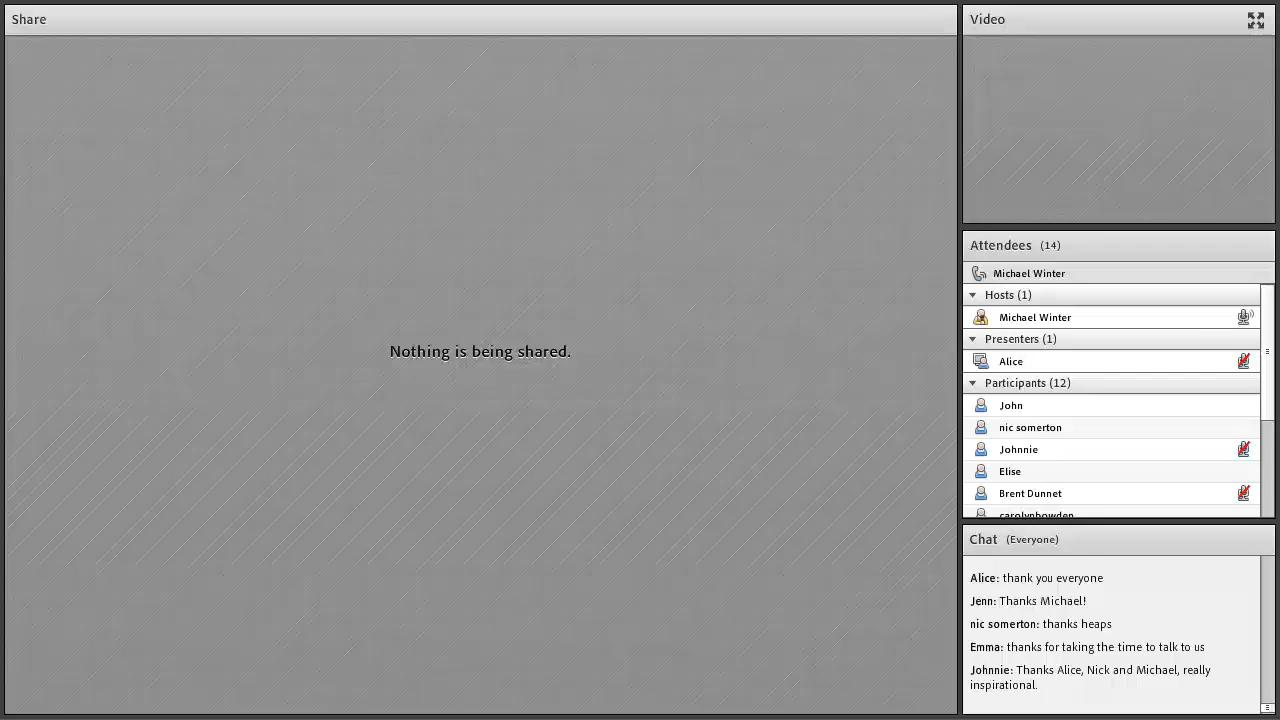 Share
Nothing is being shared.
Video
Attendees (14)
Michael Winter
Hosts (1)
Michael Winter
Presenters (1)
Alice
Participants (12)
John
nic somerton
Johnnie
Elise
Brent Dunnet
carolynbowden
Chat (Everyone)
Alice: thank you everyone
Jenn: Thanks Michael!
nic somerton: thanks heaps
Emma: thanks for taking the time to talk to us
Johnnie: Thanks Alice, Nick and Michael, really
inspirational.